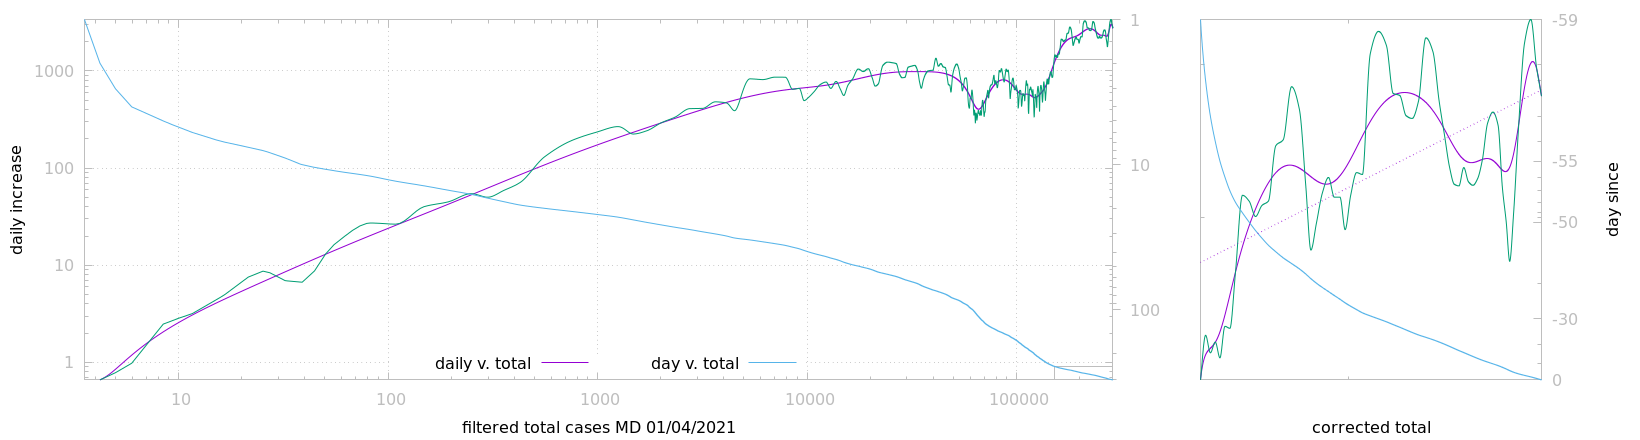 daily increase
1000
100
10
1
1
10
100
daily v. total
day v. total
10
100
1000
10000
100000
filtered total cases MD 01/04/2021
-59
-55
-50
-30
0
day since
corrected total